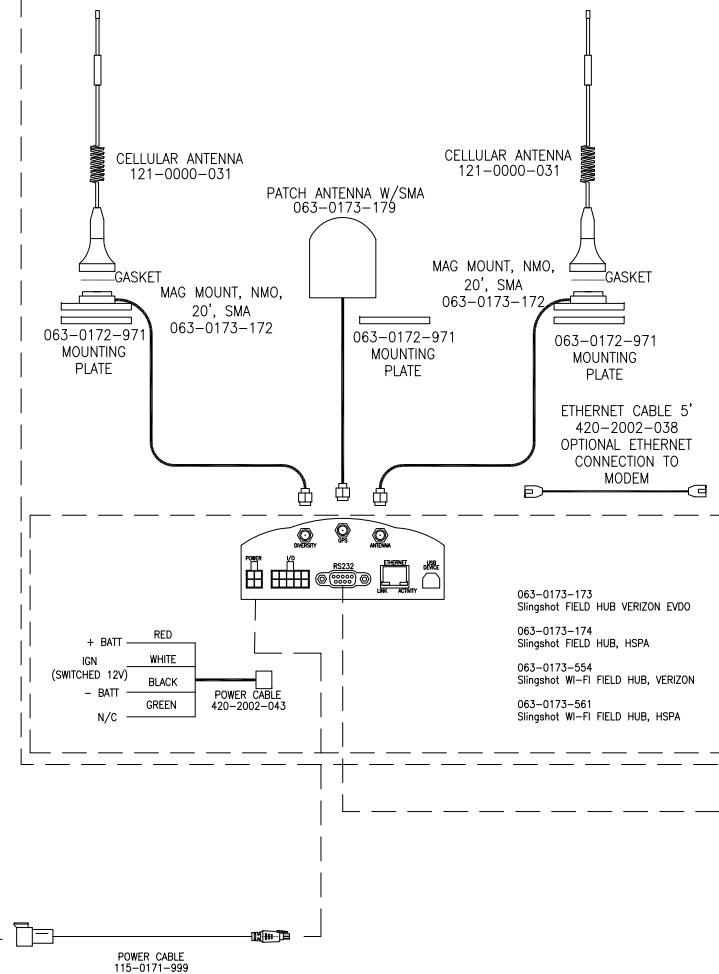 CELLULAR ANTENNA
121-0000-031
CELLULAR ANTENNA
121-0000-031
PATCH ANTENNA W/SMA
063-0173-179
GASKET
GASKET
MAG MOUNT, NMO,
20', SMA
063-0173-172
MAG MOUNT, NMO,
20', SMA
063-0173-172
063-0172-971
MOUNTING
PLATE
063-0172-971
MOUNTING
PLATE
063-0172-971
MOUNTING
PLATE
ETHERNET CABLE 5'
420-2002-038
OPTIONAL ETHERNET
CONNECTION TO
MODEM
DIVERSITY
GPS
ANTENNA
POWER
I/O
RS232
ETHERNET
USB
DEVICE
LINK
ACTIVITY
063-0173-173
Slingshot FIELD HUB VERIZON EVDO
063-0173-174
Slingshot FIELD HUB, HSPA
063-0173-554
Slingshot WI-FI FIELD HUB, VERIZON
063-0173-561
Slingshot WI-FI FIELD HUB, HSPA
+ BATT
RED
IGN
(SWITCHED 12V)
WHITE
- BATT
BLACK
N/C
GREEN
POWER CABLE
420-2002-043
POWER CABLE
115-0171-999